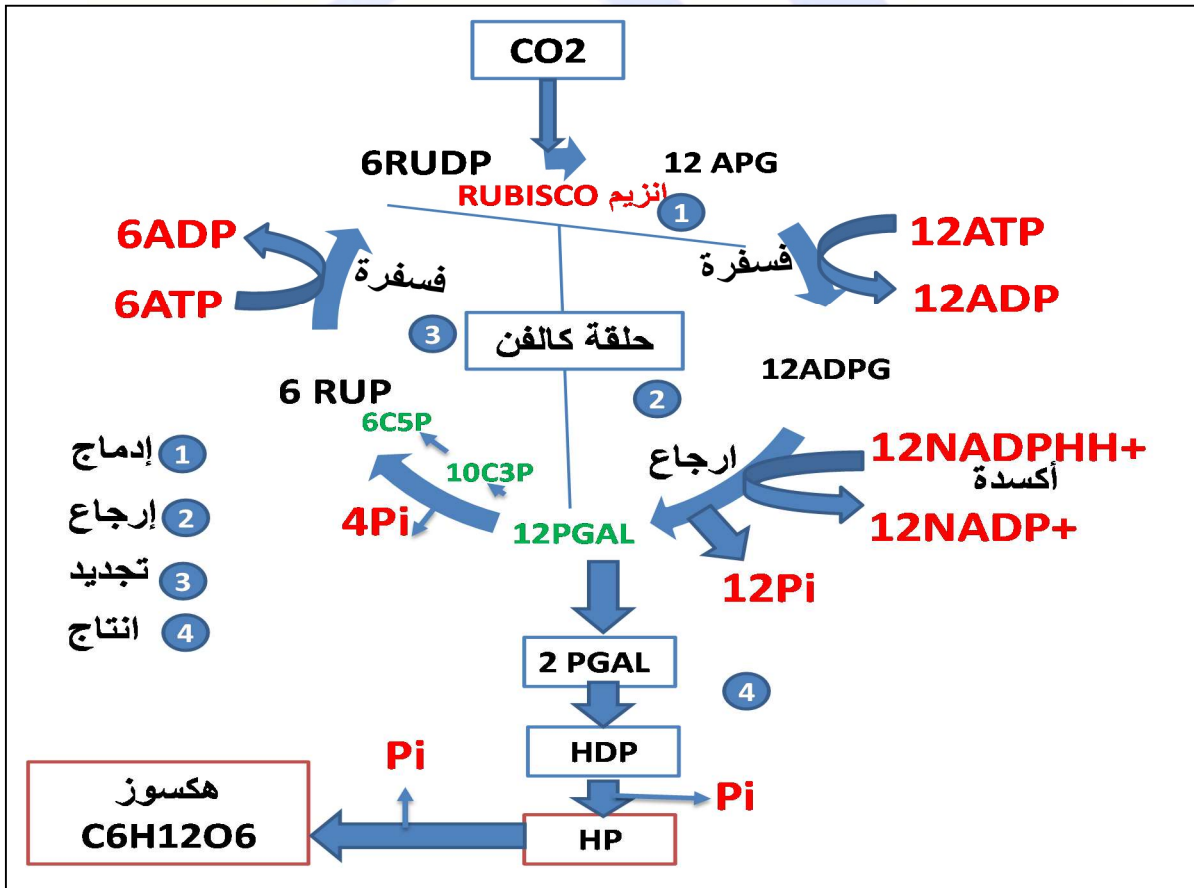 CO2
6RUDP
12 APG
انزيم RUBISCO
1
6ADP
6ATP
فسفرة
فسفرة
12ATP
12ADP
3
حلقة كالفن
2
12ADPG
6 RUP
6C5P
10C3P
4Pi
12PGAL
ارجاع
12NADPHH+
أكسدة
12NADP+
12Pi
1 إدماج
2 إرجاع
3 تجديد
4 انتاج
2 PGAL
4
HDP
Pi
Pi
HP
هكسوز
C6H12O6